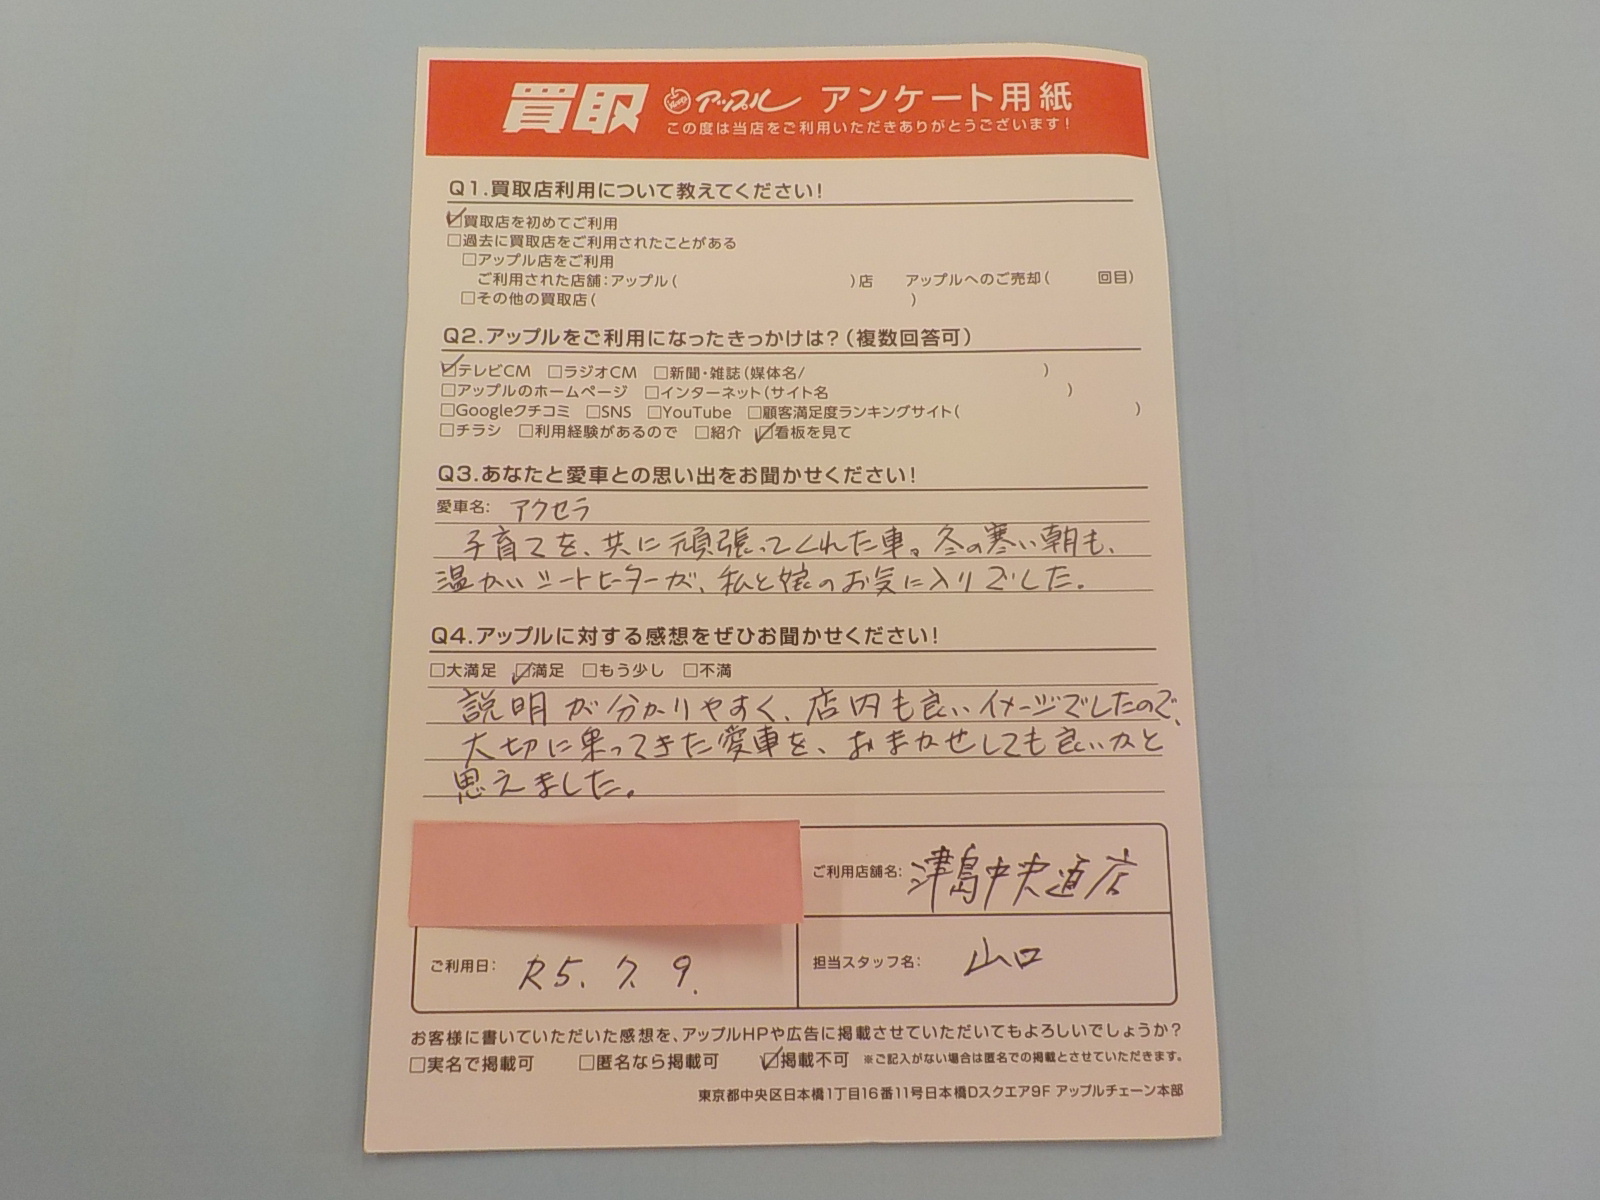 買取 アップル アンケート用紙
この度は当店をご利用いただきありがとうございます!
Q1.買取店利用について教えてください!
☑買取店を初めてご利用
□過去に買取店をご利用されたことがある
□アップル店をご利用
ご利用された店舗:アップル( )店 アップルへのご売却( 回目)
□その他の買取店( )
Q2.アップルをご利用になったきっかけは?(複数回答可)
☑テレビCM □ラジオCM □新聞・雑誌(媒体名/ )
□アップルのホームページ □インターネット(サイト名 )
□Googleクチコミ □SNS □YouTube □顧客満足度ランキングサイト( )
□チラシ □利用経験があるので □紹介 ☑看板を見て
Q3.あなたと愛車との思い出をお聞かせください!
愛車名: アクセラ
子育てを、共に頑張ってくれた車。冬の寒い朝も、
温かいシートヒーターが、私と娘のお気に入りでした。
Q4.アップルに対する感想をぜひお聞かせください!
□大満足 ☑満足 □もう少し □不満
説明が分かりやすく、店内も良いイメージでしたので、
大切に乗ってきた愛車を、おまかせしても良いかと
思えました。
ご利用店舗名: 津島中央道店
ご利用日: R5. 7. 9.
担当スタッフ名: 山口
お客様に書いていただいた感想を、アップルHPや広告に掲載させていただいてもよろしいでしょうか?
□実名で掲載可 □匿名なら掲載可 ☑掲載不可 ※ご記入がない場合は匿名での掲載とさせていただきます。
東京都中央区日本橋1丁目16番11号日本橋Dスクエア9F アップルチェーン本部